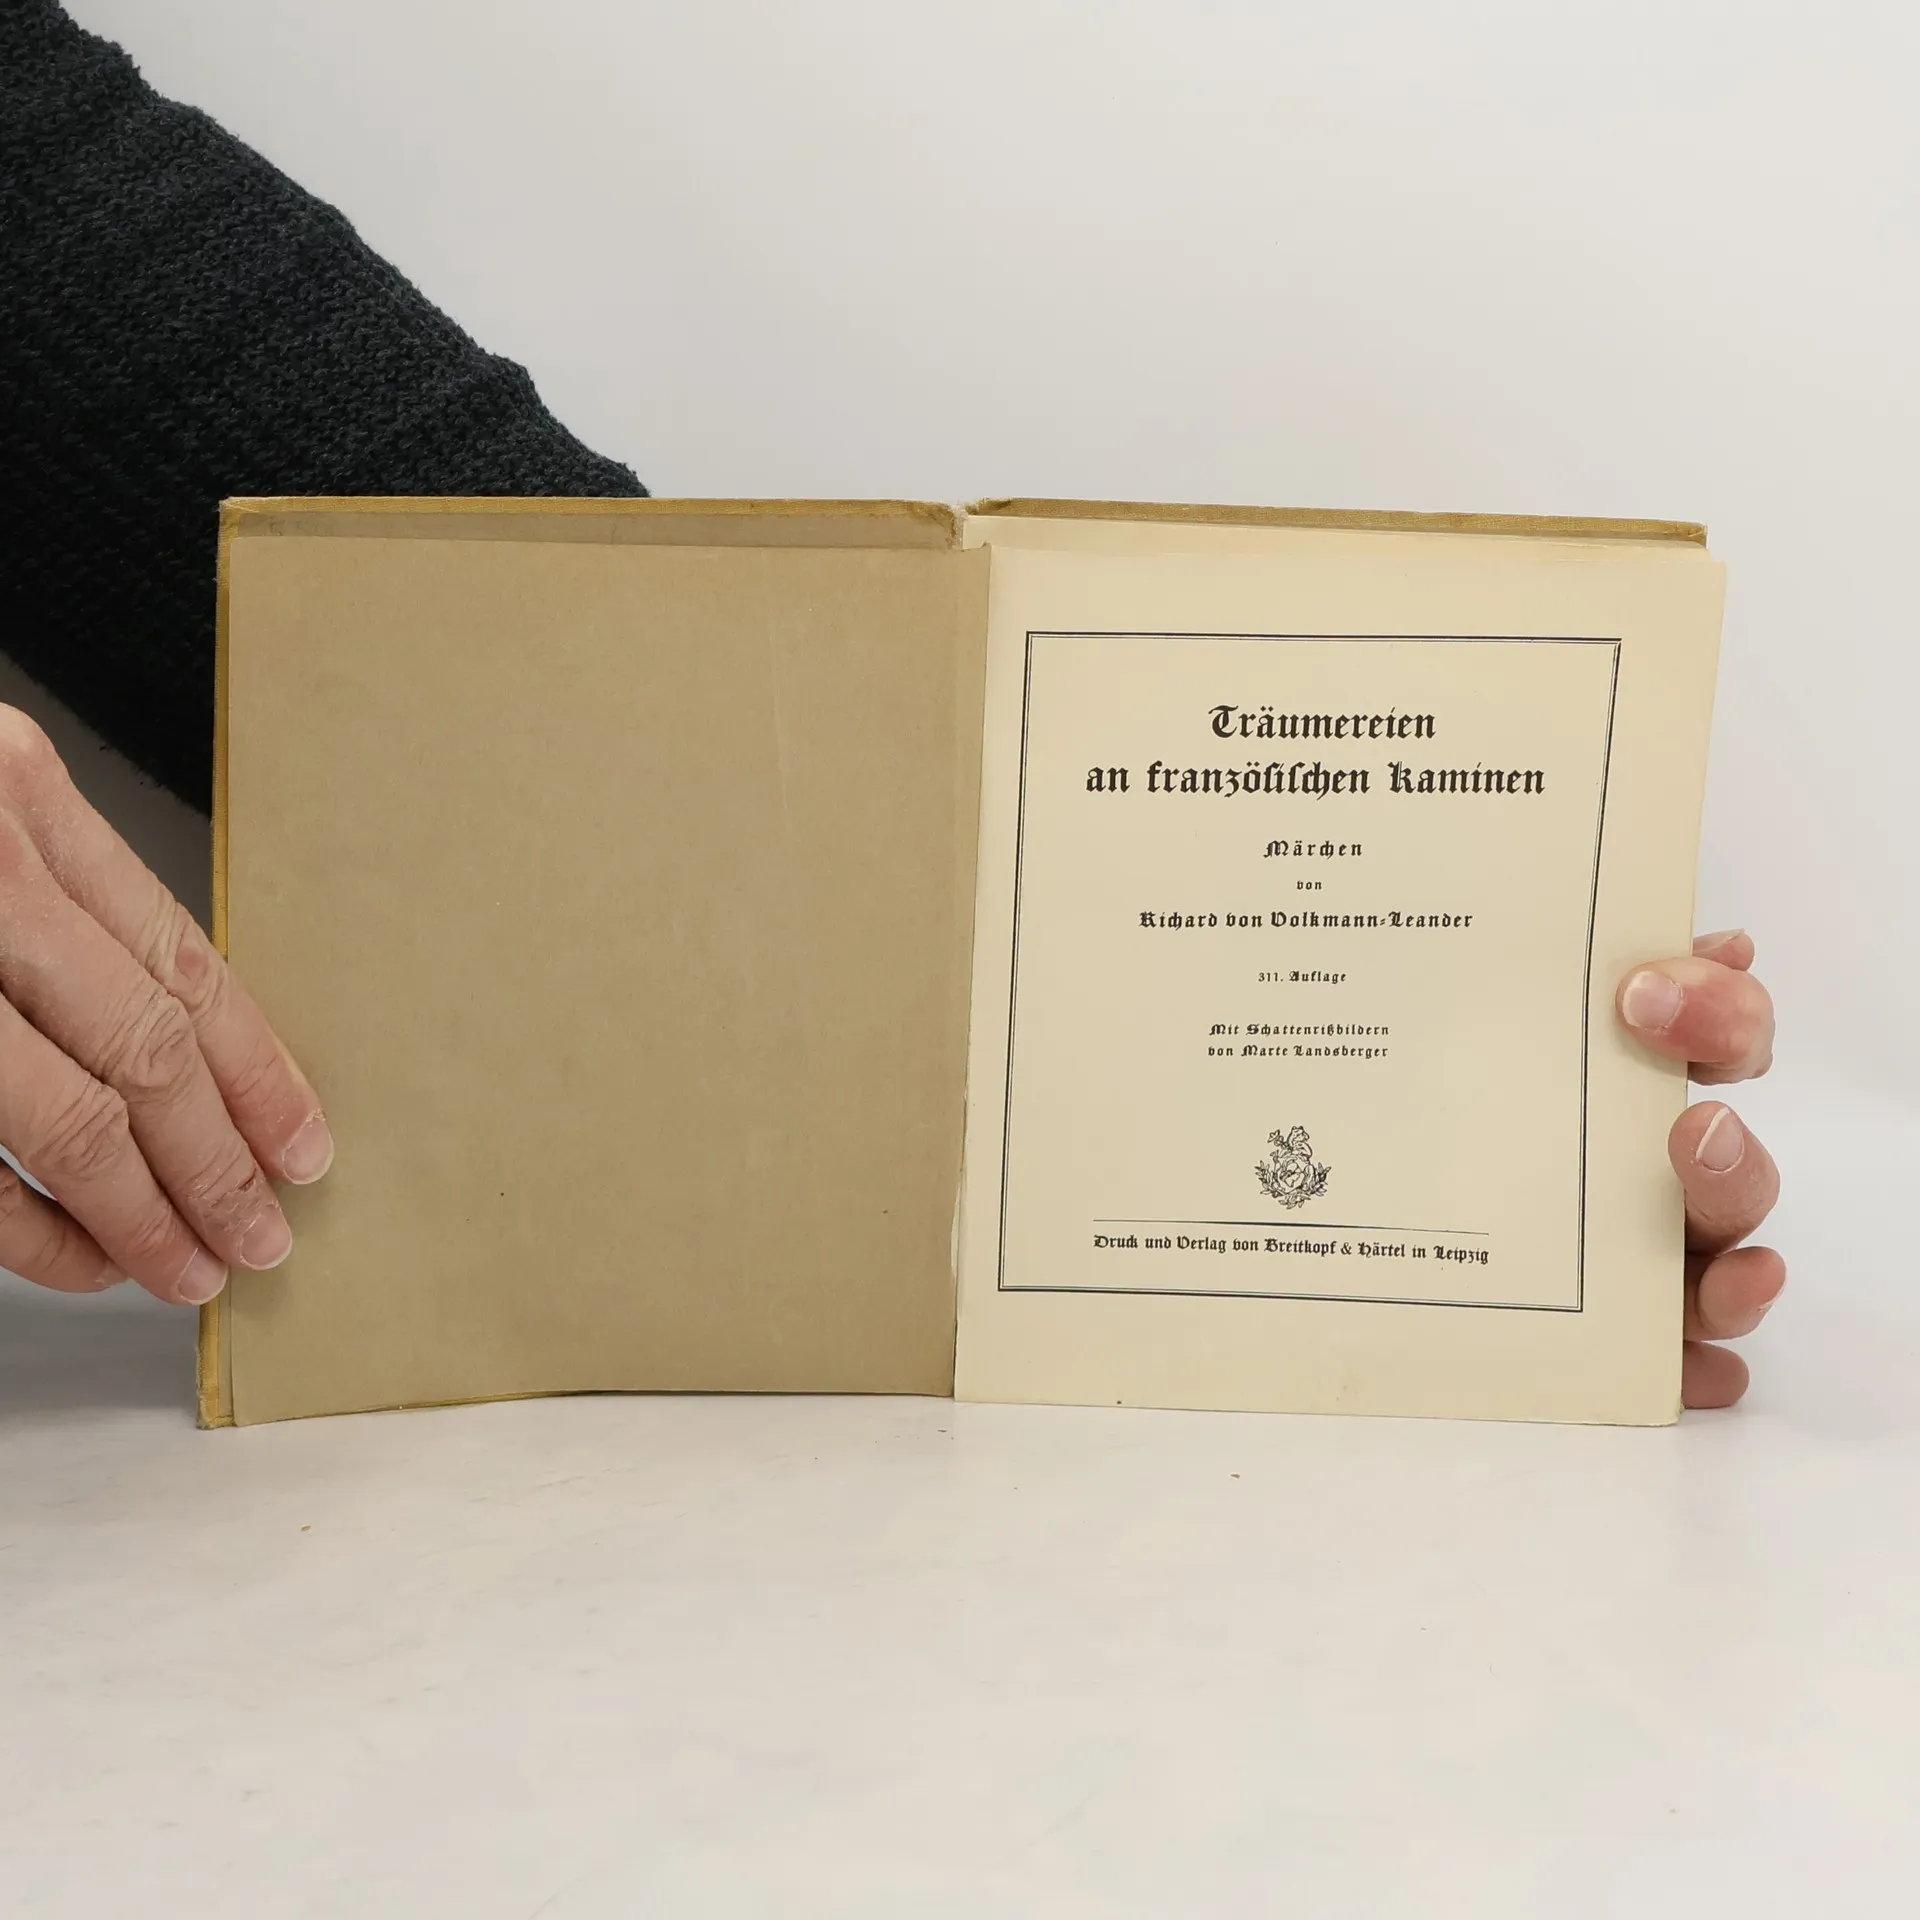 Träumereien
an französischen Kaminen
Märchen
von
Richard von Volkmann-Leander
311. Auflage
Mit Schattenrißbildern
von Marte Landsberger
Druck und Verlag von Breitkopf & Härtel in Leipzig